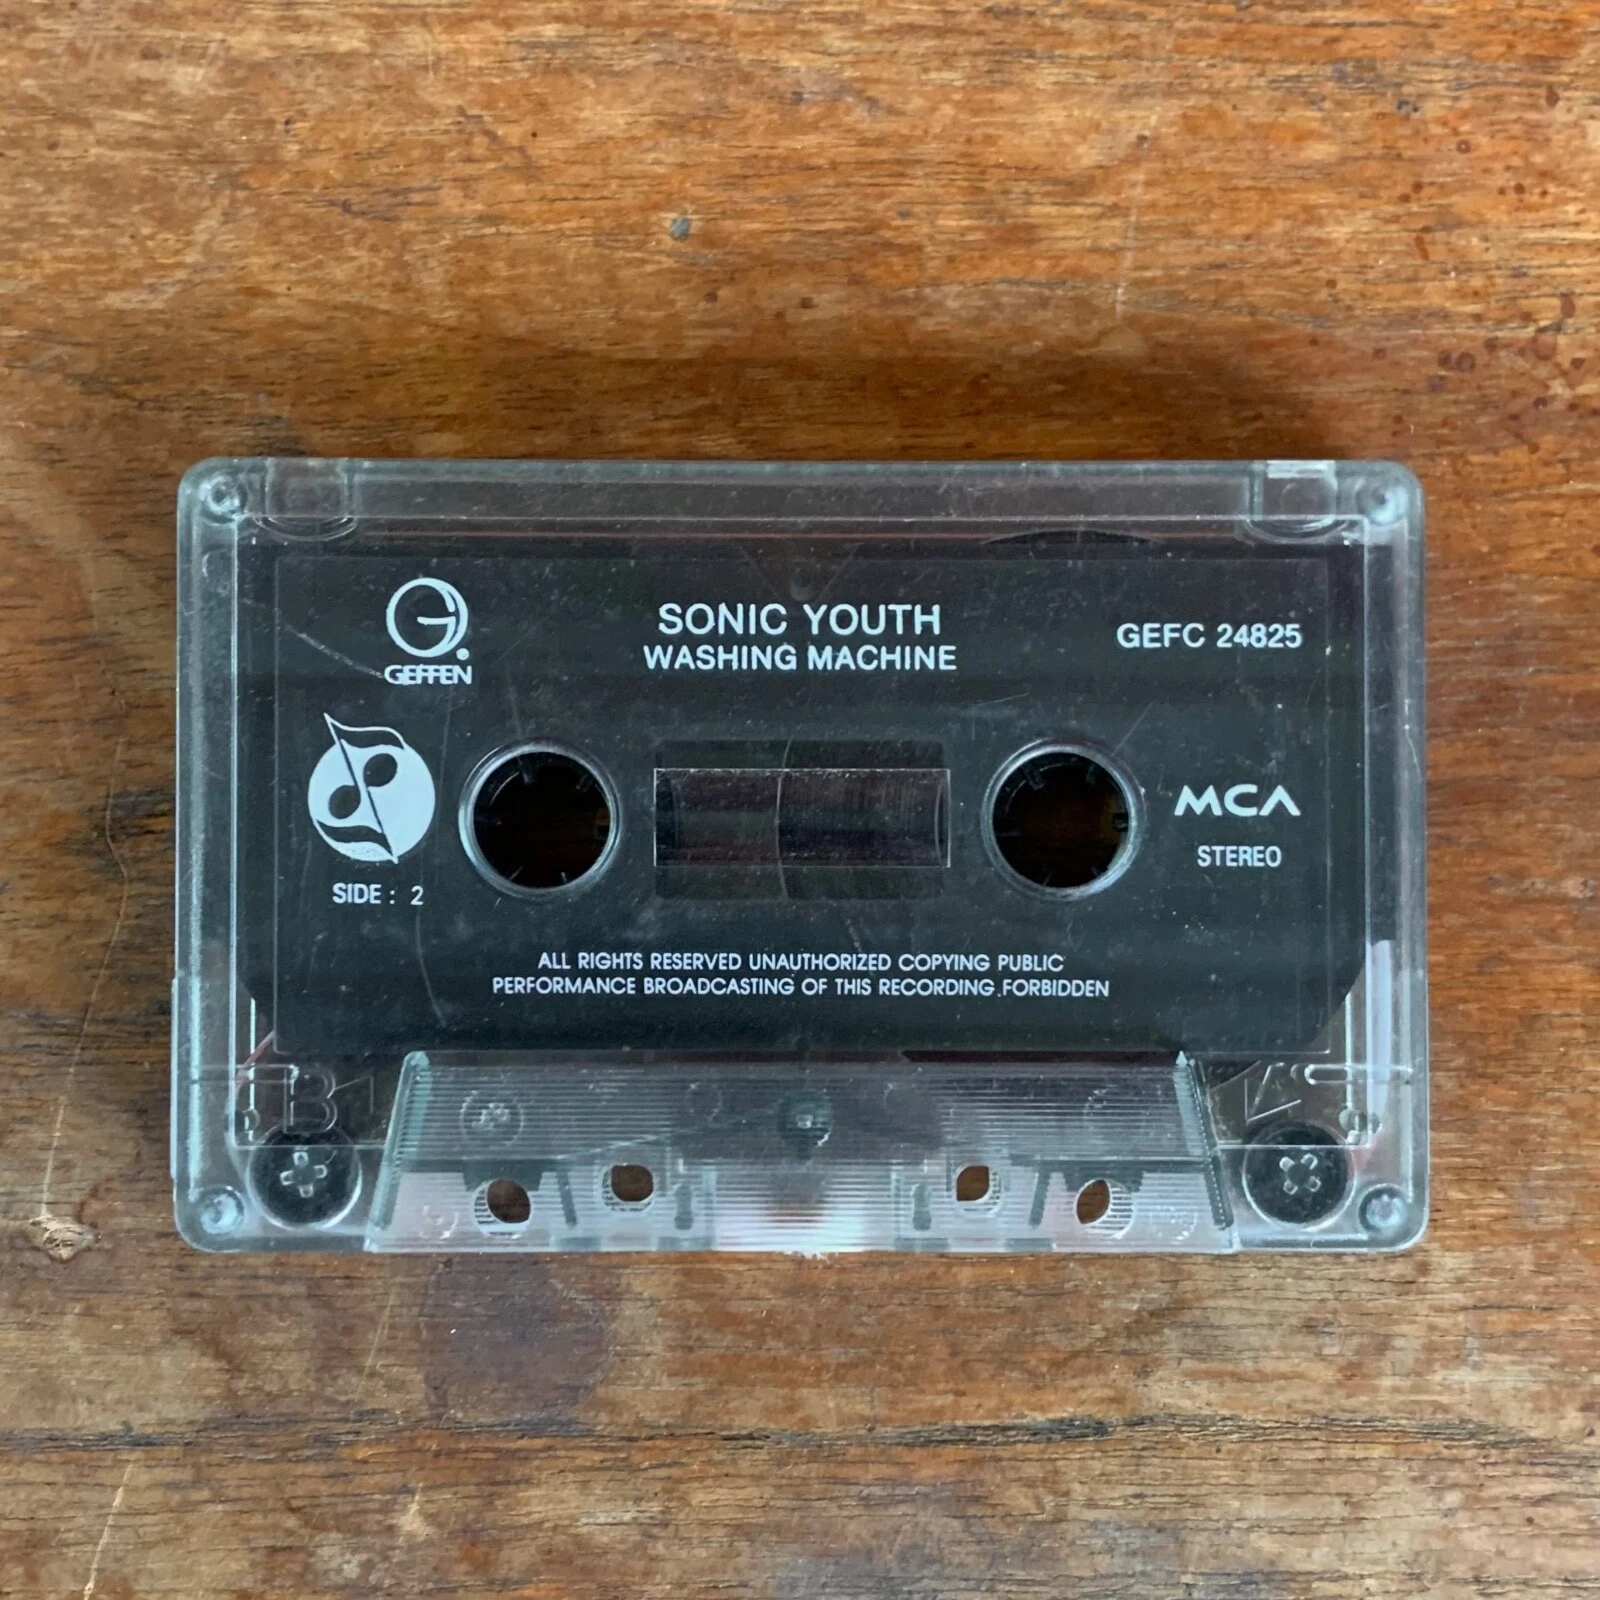 GEFFEN
SONIC YOUTH
WASHING MACHINE
GEFC 24825
SIDE : 2
MCA
STEREO
ALL RIGHTS RESERVED UNAUTHORIZED COPYING PUBLIC
PERFORMANCE BROADCASTING OF THIS RECORDING FORBIDDEN
B